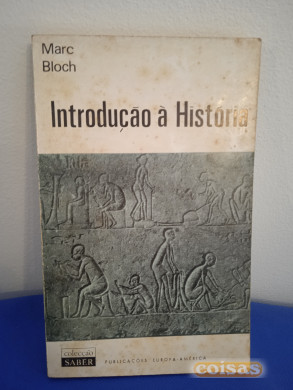 Marc
Bloch
Introdução à História
colecção
SABER
PUBLICAÇÕES EUROPA-AMÉRICA
coisas